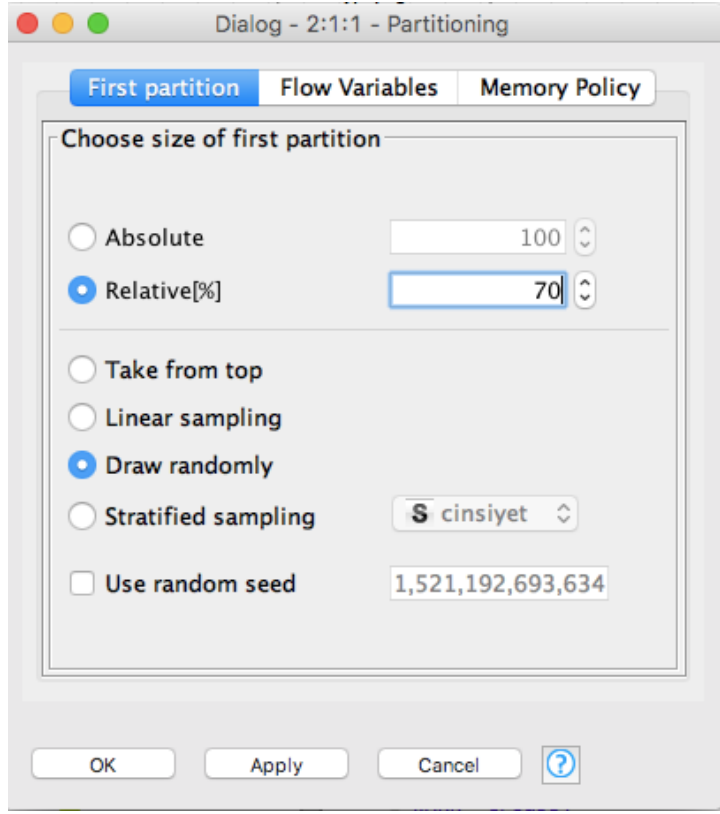 Dialog - 2:1:1 - Partitioning
First partition Flow Variables Memory Policy
Choose size of first partition
Absolute 100
Relative[%] 70
Take from top
Linear sampling
Draw randomly
Stratified sampling S cinsiyet
Use random seed 1,521,192,693,634
OK Apply Cancel ?